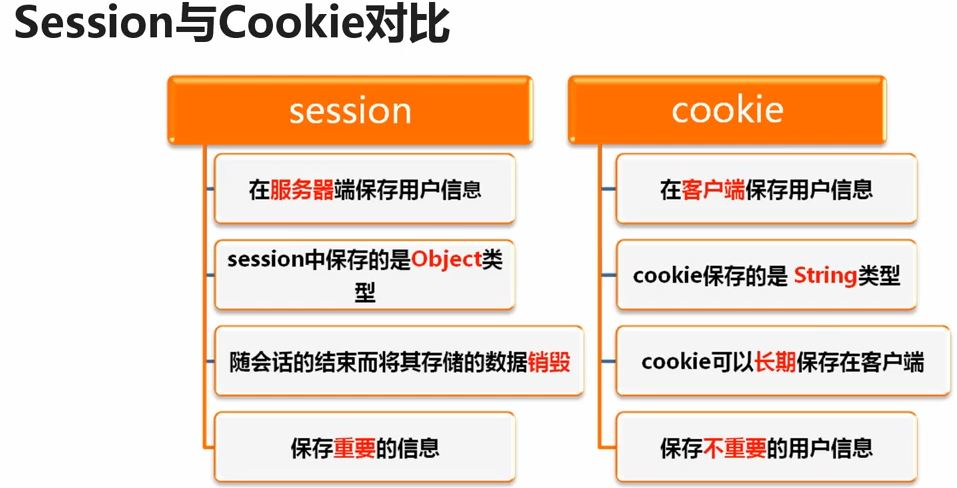 Session与Cookie对比
session
在服务器端保存用户信息
session中保存的是Object类
型
随会话的结束而将其存储的数据销毁
保存重要的信息
cookie
在客户端保存用户信息
cookie保存的是 String类型
cookie可以长期保存在客户端
保存不重要的用户信息